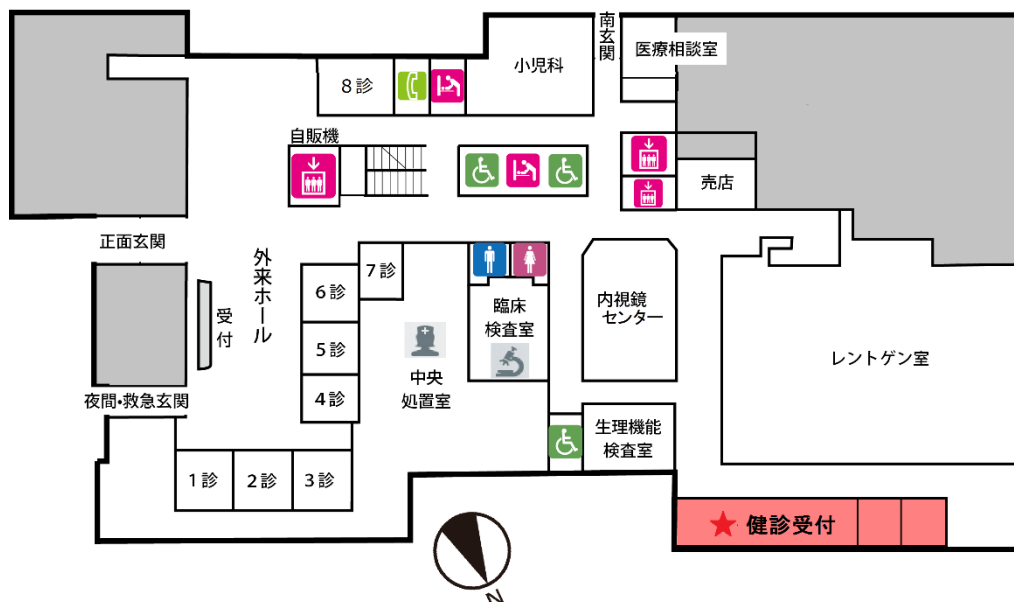 南玄関
医療相談室
小児科
8診
自販機
売店
正面玄関
外来ホール
7診
6診
受付
臨床
検査室
内視鏡
センター
5診
レントゲン室
中央
処置室
4診
夜間・救急玄関
生理機能
検査室
1診
2診
3診
健診受付
N